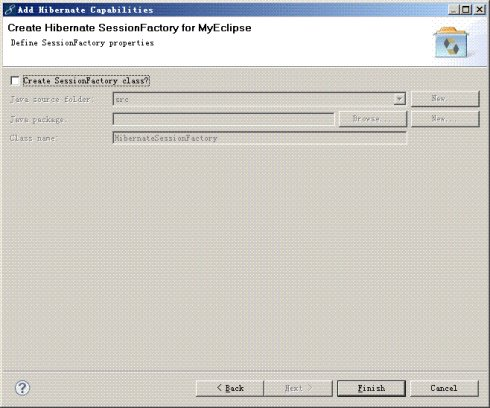 Add Hibernate Capabilities
Create Hibernate SessionFactory for MyEclipse
Define SessionFactory properties
Create SessionFactory class?
Java source folder: src New...
Java package: Browse... New...
Class name: HibernateSessionFactory
? < Back Next > Finish Cancel